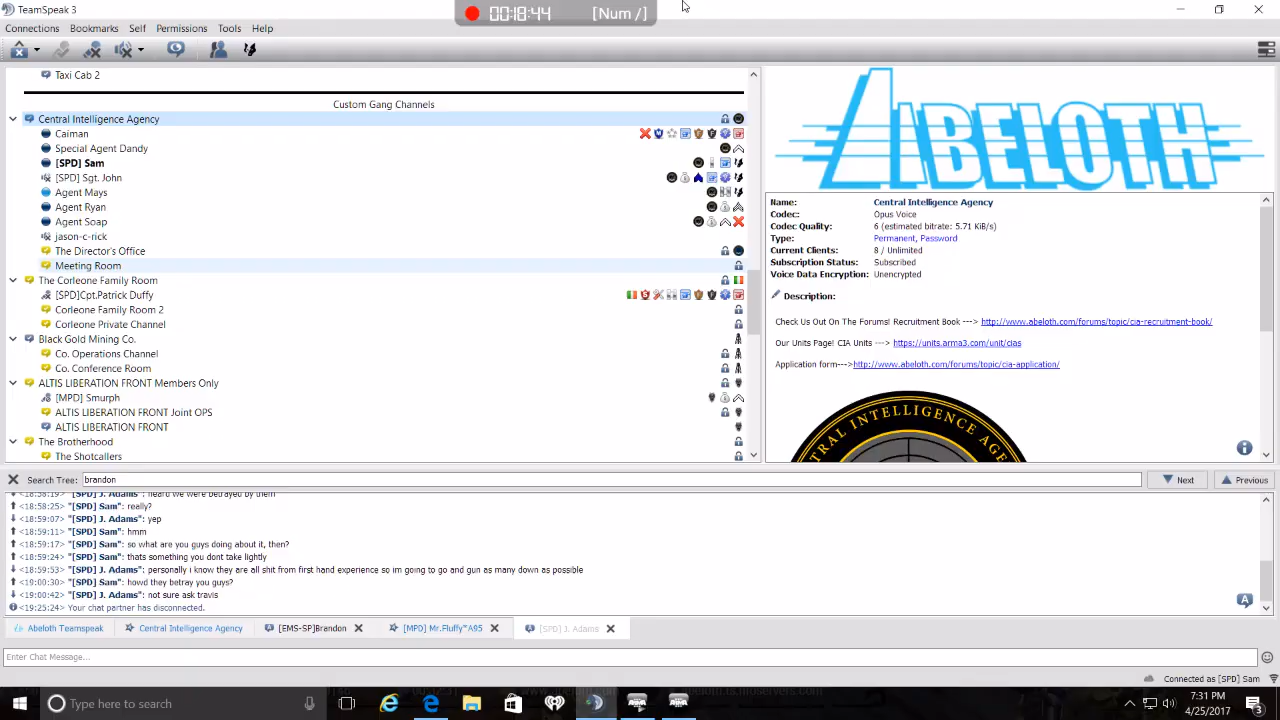 TeamSpeak 3
00:18:44 [Num /]
Connections Bookmarks Self Permissions Tools Help
Taxi Cab 2
Custom Gang Channels
Central Intelligence Agency
Caiman
Special Agent Dandy
[SPD] Sam
[SPD] Sgt. John
Agent Mays
Agent Ryan
Agent Soap
jason-c-rick
The Director's Office
Meeting Room
The Corleone Family Room
[SPD]Cpt.Patrick Duffy
Corleone Family Room 2
Corleone Private Channel
Black Gold Mining Co.
Co. Operations Channel
Co. Conference Room
ALTIS LIBERATION FRONT Members Only
[MPD] Smurph
ALTIS LIBERATION FRONT Joint OPS
ALTIS LIBERATION FRONT
The Brotherhood
The Shotcallers
ABELOTH
Name: Central Intelligence Agency
Codec: Opus Voice
Codec Quality: 6 (estimated bitrate: 5.71 KiB/s)
Type: Permanent, Password
Current Clients: 8 / Unlimited
Subscription Status: Subscribed
Voice Data Encryption: Unencrypted
Description:
Check Us Out On The Forums! Recruitment Book ---> http://www.abeloth.com/forums/topic/cia-recruitment-book/
Our Units Page! CIA Units ---> https://units.arma3.com/unit/cias
Application form--->http://www.abeloth.com/forums/topic/cia-application/
CENTRAL INTELLIGENCE AGEN
Search Tree: brandon
Next Previous
<18:58:19> "[SPD] J. Adams": heard we were betrayed by them
<18:58:25> "[SPD] Sam": really?
<18:59:07> "[SPD] J. Adams": yep
<18:59:11> "[SPD] Sam": hmm
<18:59:17> "[SPD] Sam": so what are you guys doing about it, then?
<18:59:24> "[SPD] Sam": thats something you dont take lightly
<18:59:53> "[SPD] J. Adams": personally i know they are all shit from first hand experience so im going to go and gun as many down as possible
<19:00:30> "[SPD] Sam": howd they betray you guys?
<19:00:42> "[SPD] J. Adams": not sure ask travis
<19:25:24> Your chat partner has disconnected.
Abeloth Teamspeak Central Intelligence Agency [EMS-SP]Brandon [MPD] Mr.Fluffy™A95 [SPD] J. Adams
Enter Chat Message...
Connected as [SPD] Sam
Type here to search
7:31 PM
4/25/2017
3